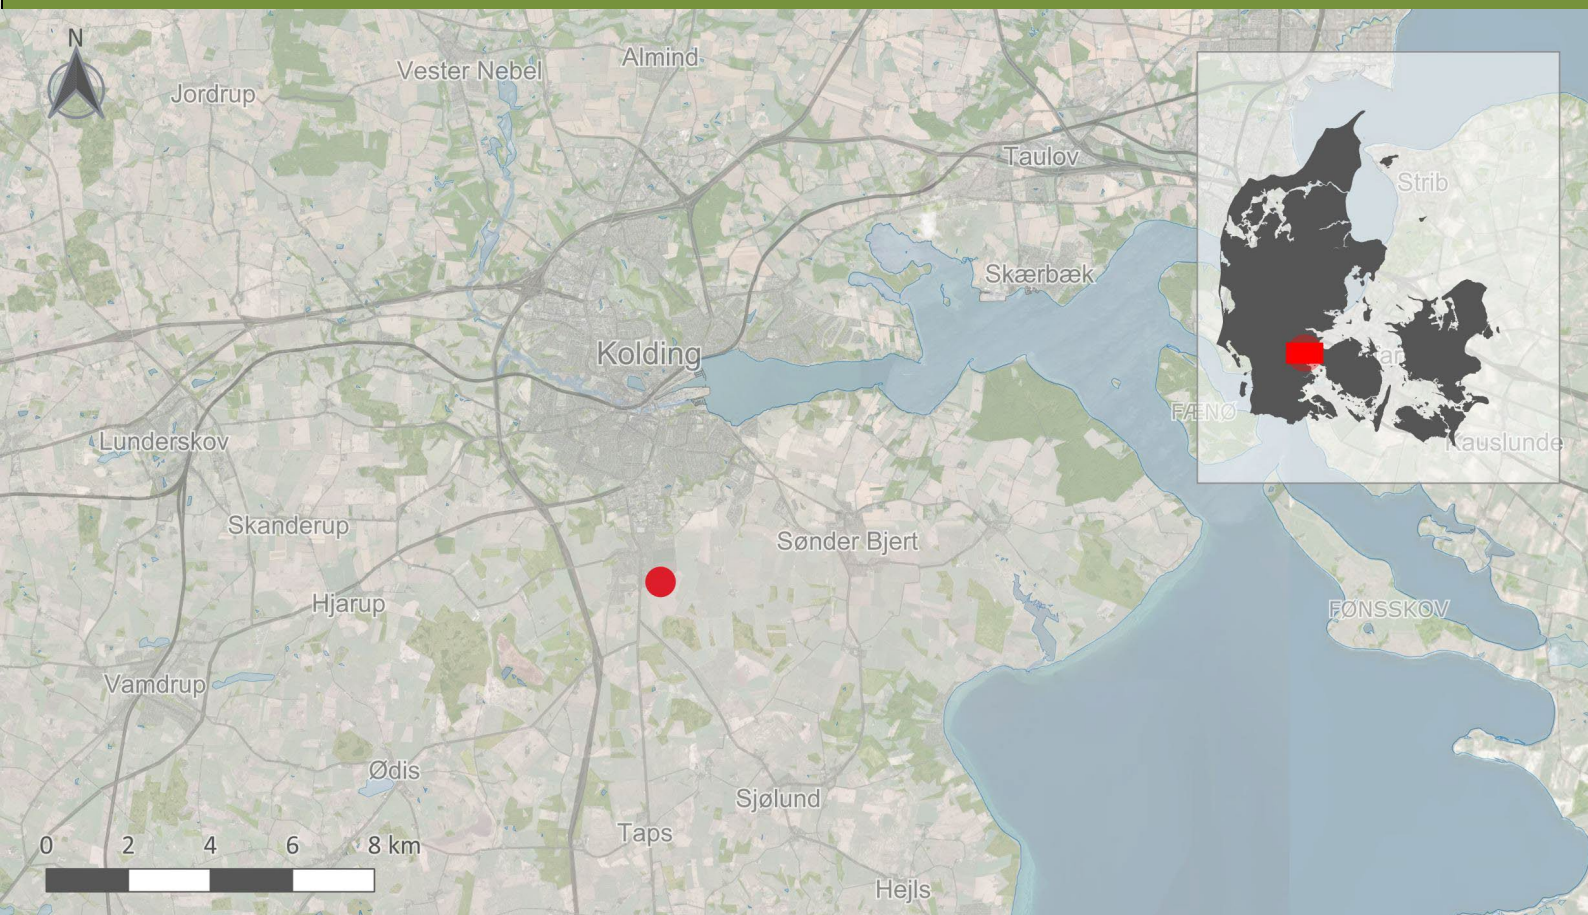 N
Almind
Vester Nebel
Jordrup
Taulov
Strib
Skærbæk
Kolding
FÆNØ
Lunderskov
Kauslunde
Skanderup
Sønder Bjert
Hjarup
FØNSSKOV
Vamdrup
Ødis
Sjølund
Taps
0 2 4 6 8 km
Hejls